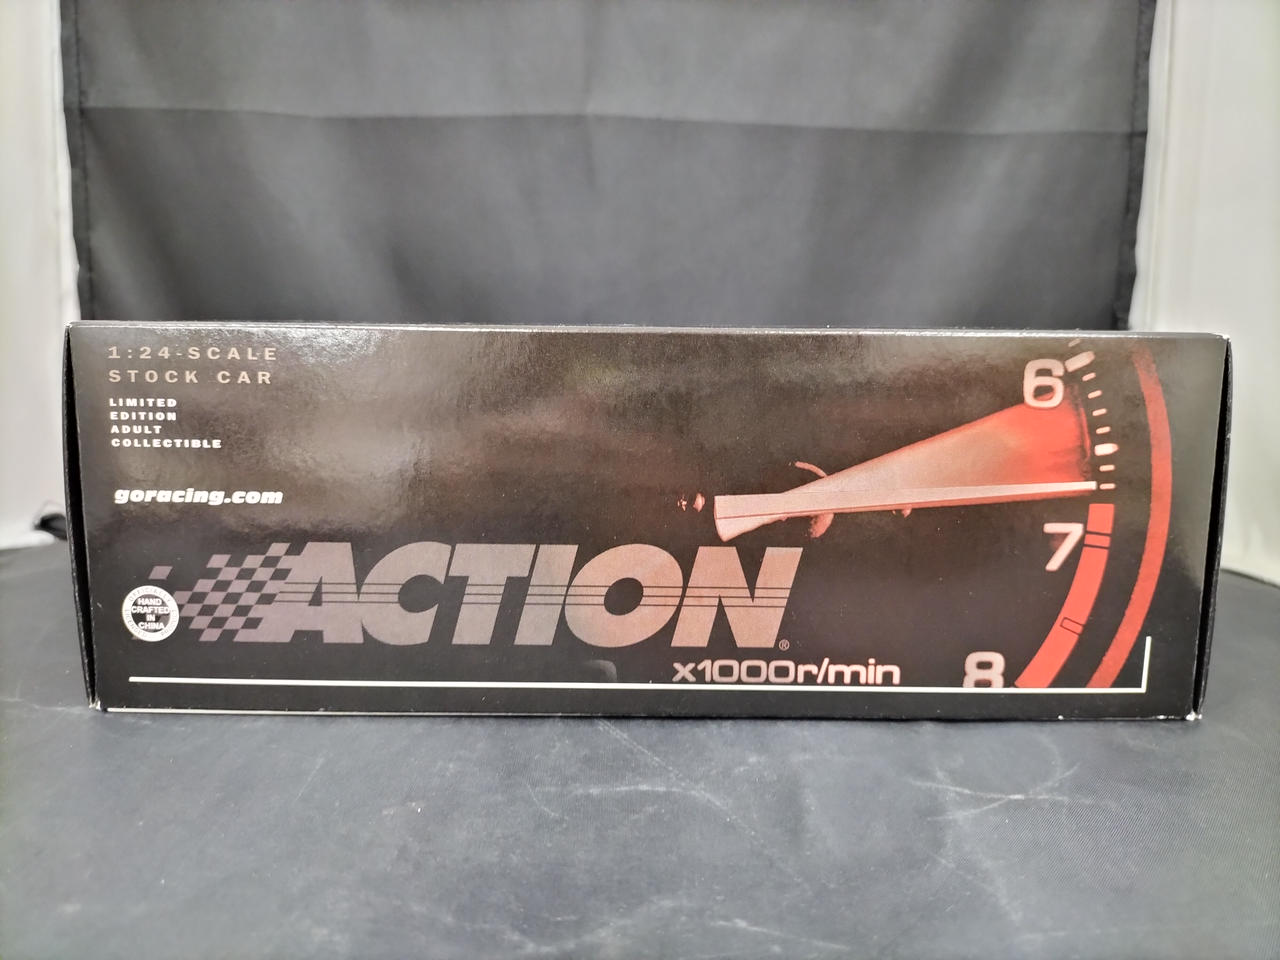 1:24-SCALE
STOCK CAR
LIMITED
EDITION
ADULT
COLLECTIBLE
goracing.com
ACTION®
HAND
CRAFTED
IN
CHINA
x1000r/min
6
7
8